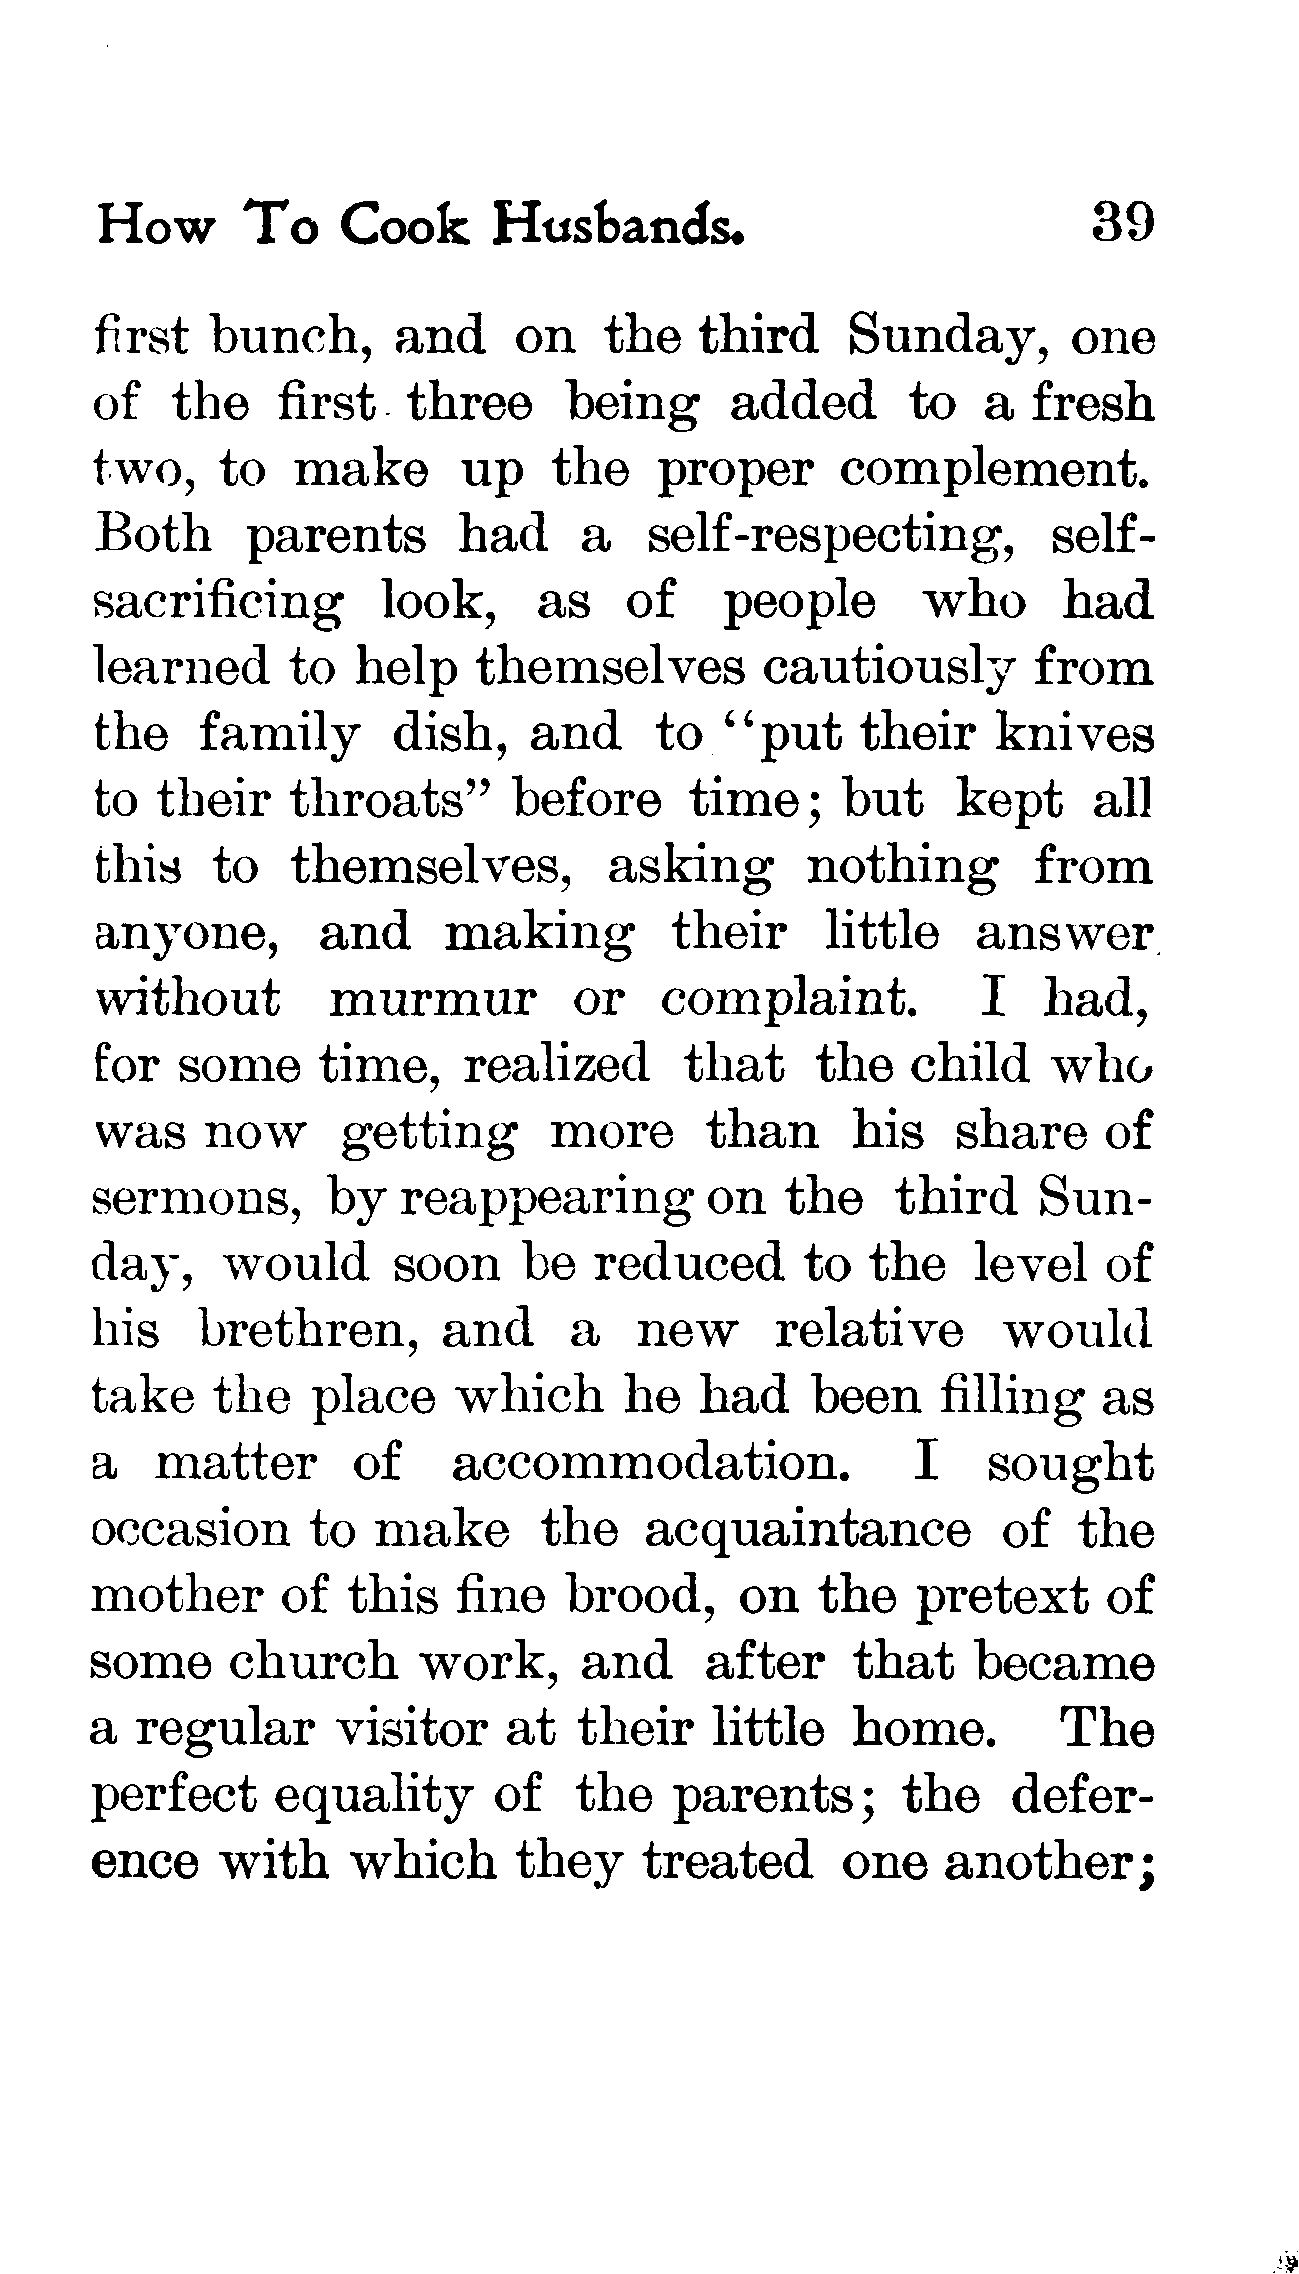 How To Cook Husbands. 39
first bunch, and on the third Sunday, one
of the first three being added to a fresh
two, to make up the proper complement.
Both parents had a self-respecting, self-
sacrificing look, as of people who had
learned to help themselves cautiously from
the family dish, and to “put their knives
to their throats” before time; but kept all
this to themselves, asking nothing from
anyone, and making their little answer
without murmur or complaint. I had,
for some time, realized that the child who
was now getting more than his share of
sermons, by reappearing on the third Sun-
day, would soon be reduced to the level of
his brethren, and a new relative would
take the place which he had been filling as
a matter of accommodation. I sought
occasion to make the acquaintance of the
mother of this fine brood, on the pretext of
some church work, and after that became
a regular visitor at their little home. The
perfect equality of the parents; the defer-
ence with which they treated one another;